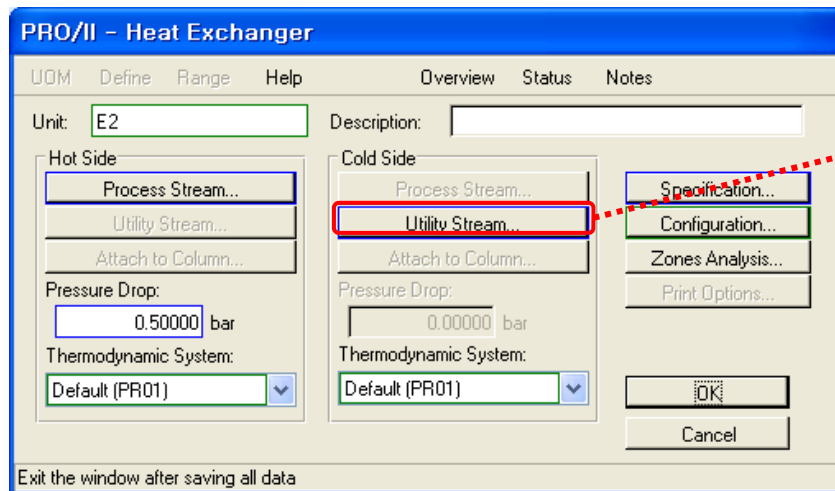 PRO/II - Heat Exchanger
UOM Define Range Help Overview Status Notes
Unit: E2 Description:
Hot Side Cold Side
Process Stream... Process Stream... Specification...
Utility Stream... Utility Stream... Configuration...
Attach to Column... Attach to Column... Zones Analysis...
Pressure Drop: Pressure Drop: Print Options...
0.50000 bar 0.00000 bar
Thermodynamic System: Thermodynamic System:
Default (PR01) Default (PR01) OK
Cancel
Exit the window after saving all data